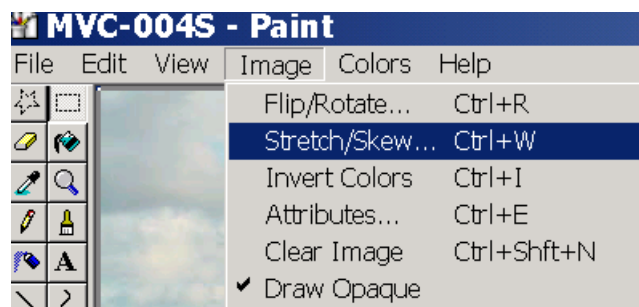 MVC-004S - Paint
File Edit View Image Colors Help
Flip/Rotate... Ctrl+R
Stretch/Skew... Ctrl+W
Invert Colors Ctrl+I
Attributes... Ctrl+E
Clear Image Ctrl+Shft+N
Draw Opaque
A